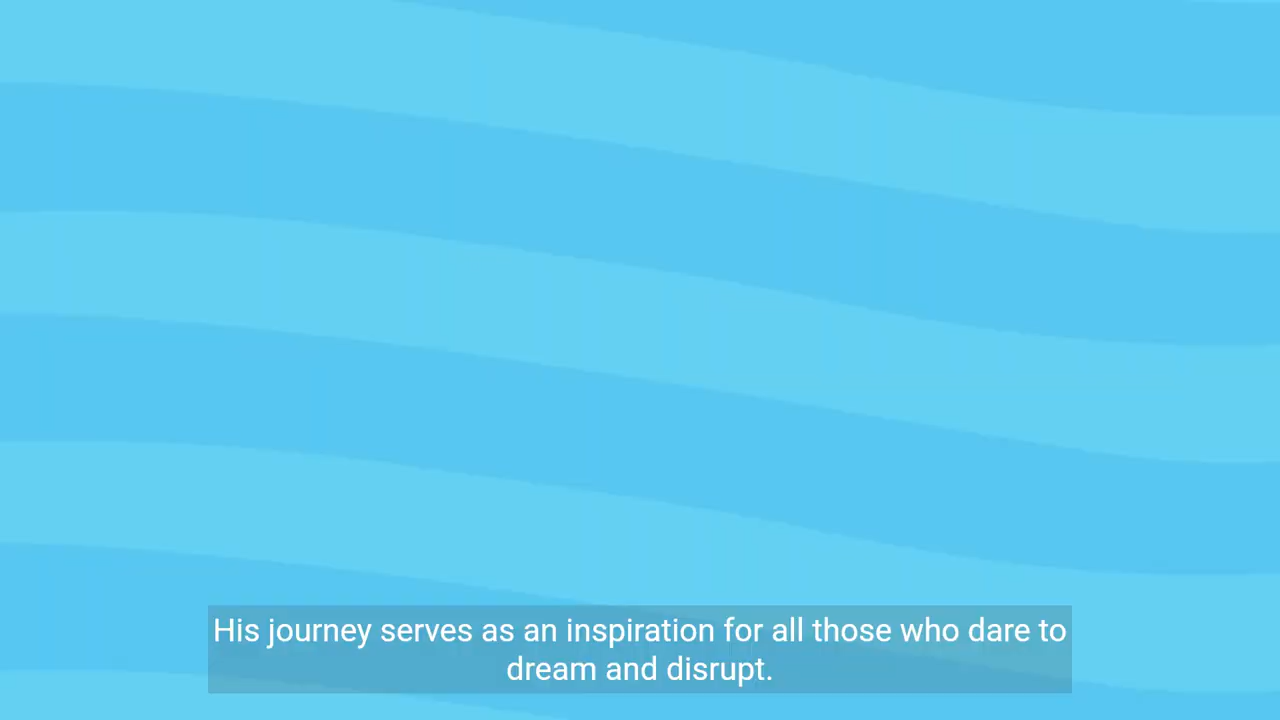 His journey serves as an inspiration for all those who dare to
dream and disrupt.